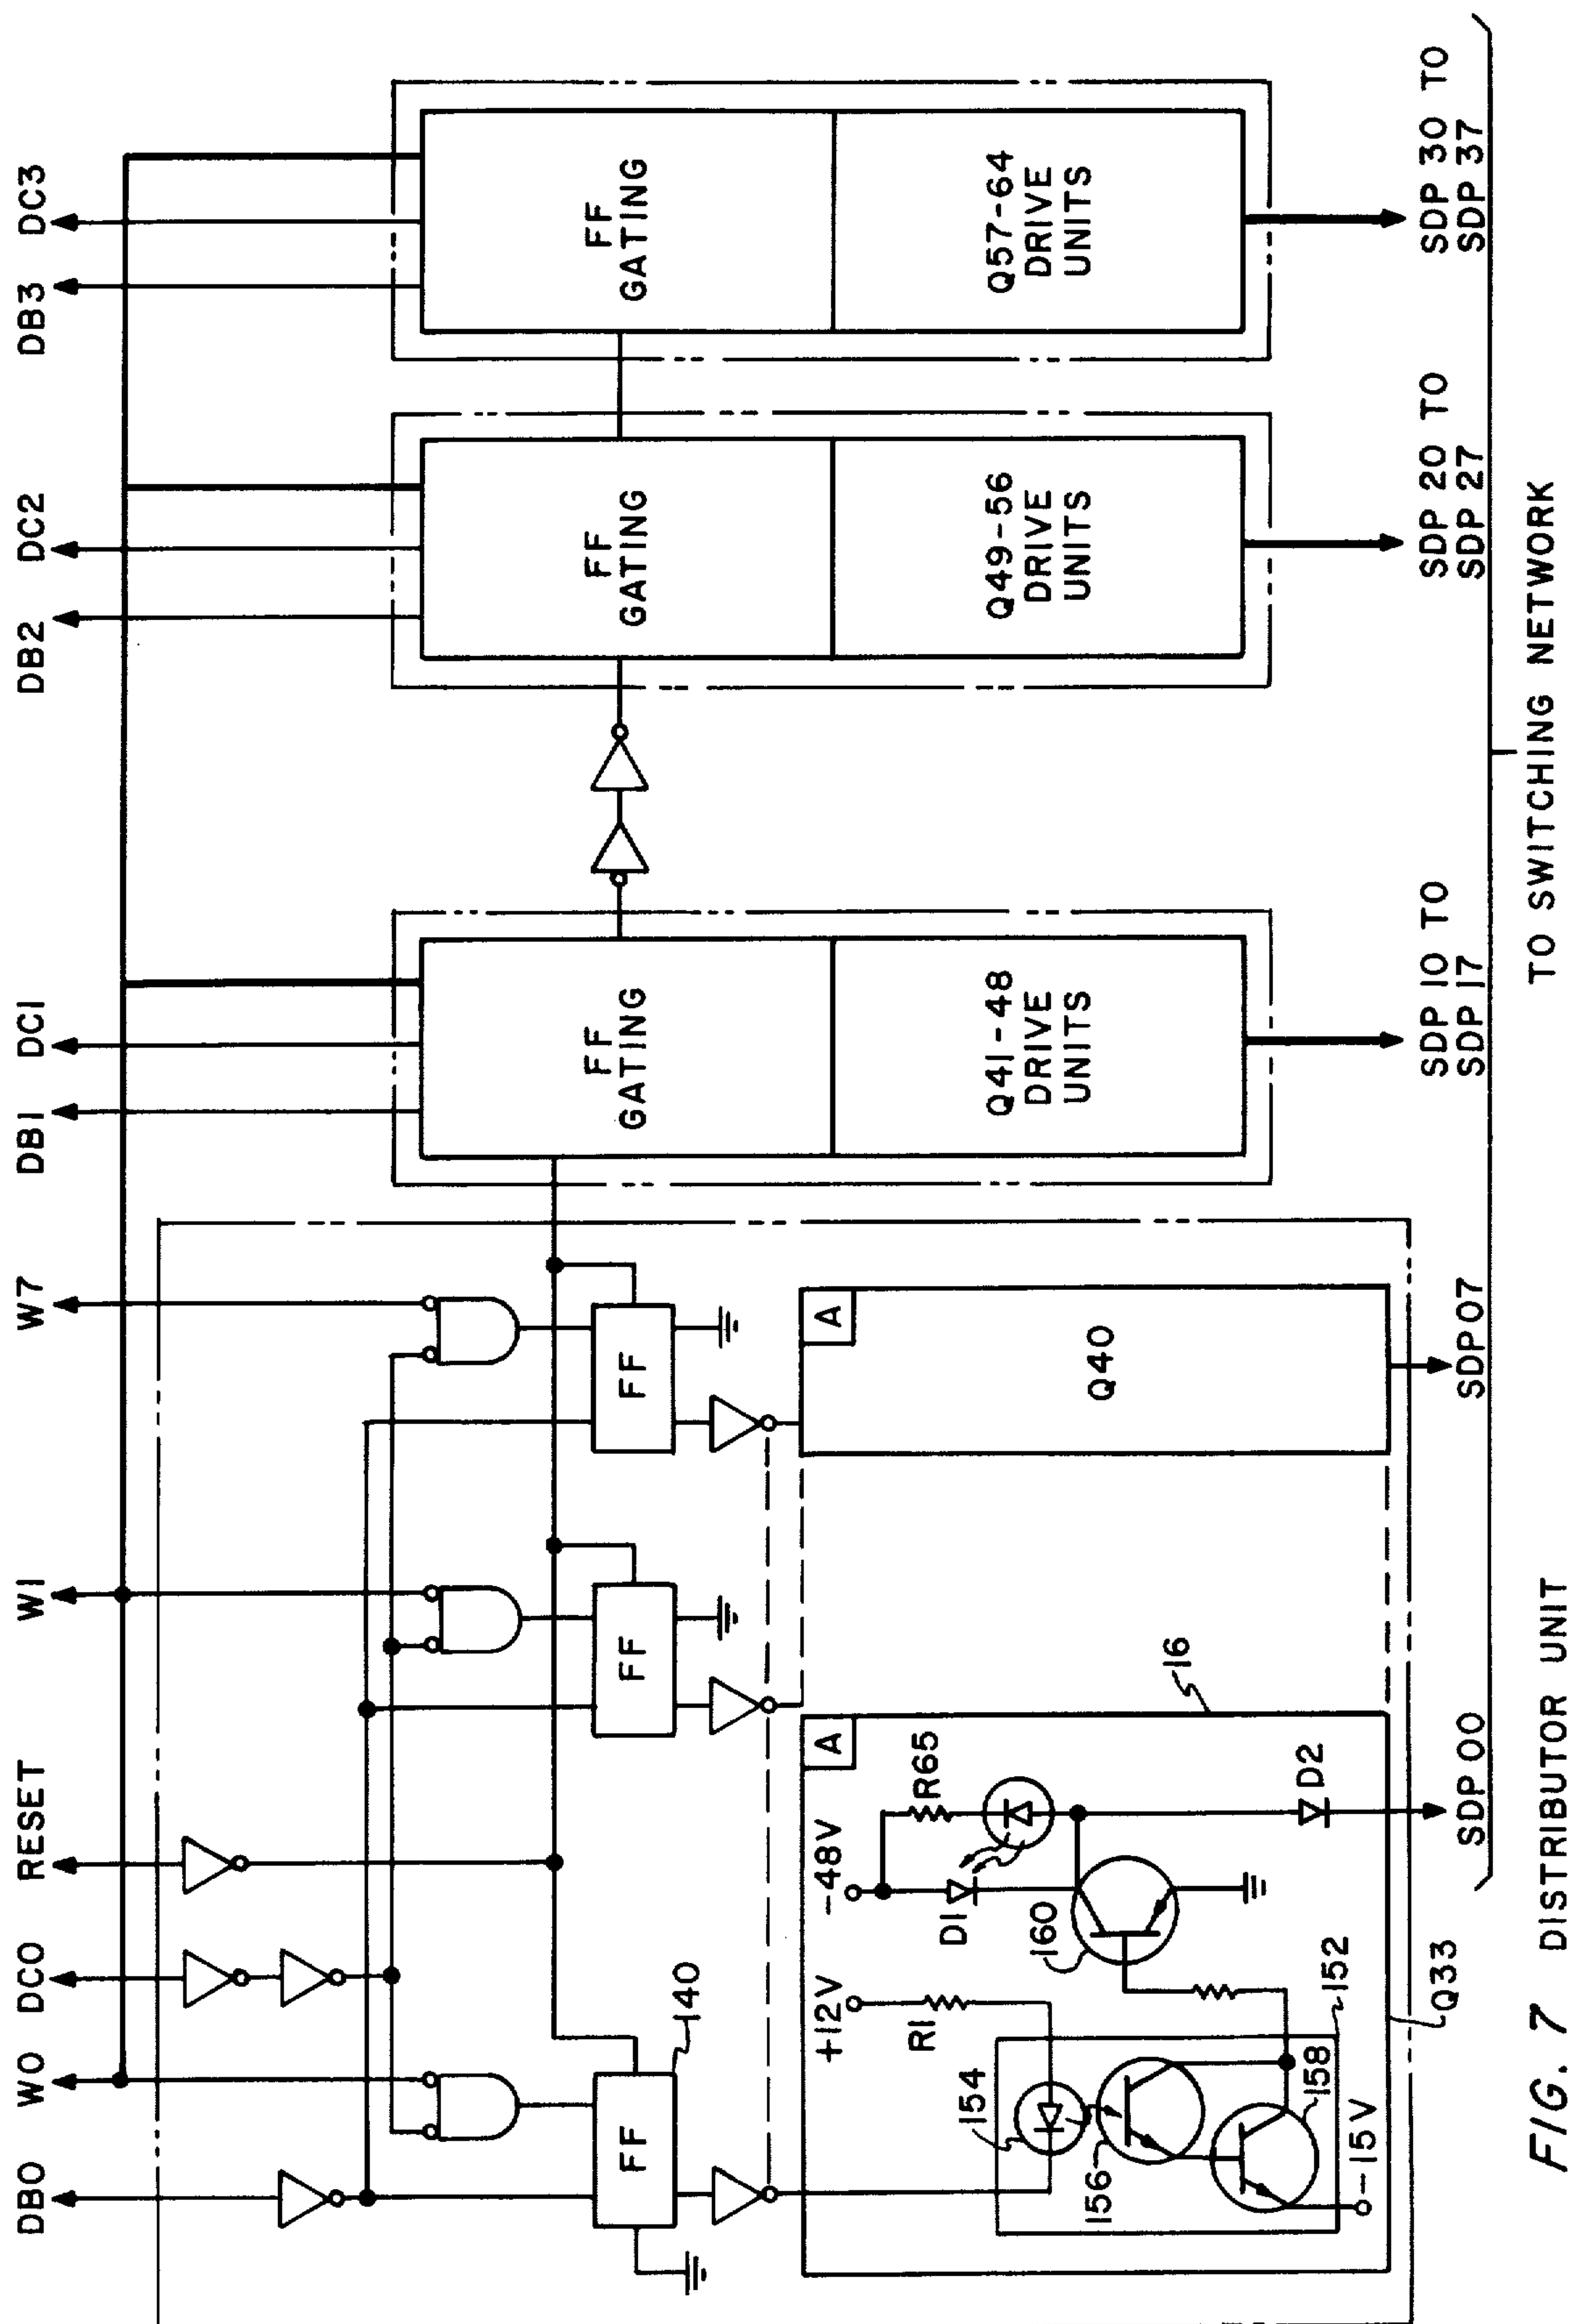 DB0
W0
DC0
RESET
W1
W7
DB1
DC1
DB2
DC2
DB3
DC3
FF
140
FF
FF
FF
GATING
FF
GATING
FF
GATING
A
-48V
+12V
R65
D1
R1
160
154
156
158
152
-15V
D2
16
Q33
A
Q40
Q41-48
DRIVE
UNITS
Q49-56
DRIVE
UNITS
Q57-64
DRIVE
UNITS
SDP 00
SDP 07
SDP 10 TO
SDP 17
SDP 20 TO
SDP 27
SDP 30 TO
SDP 37
TO SWITCHING NETWORK
FIG. 7 DISTRIBUTOR UNIT